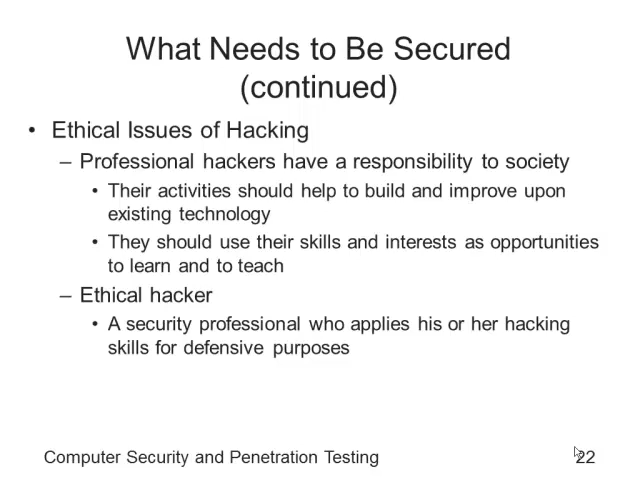 What Needs to Be Secured
(continued)
• Ethical Issues of Hacking
– Professional hackers have a responsibility to society
• Their activities should help to build and improve upon
existing technology
• They should use their skills and interests as opportunities
to learn and to teach
– Ethical hacker
• A security professional who applies his or her hacking
skills for defensive purposes
Computer Security and Penetration Testing
22